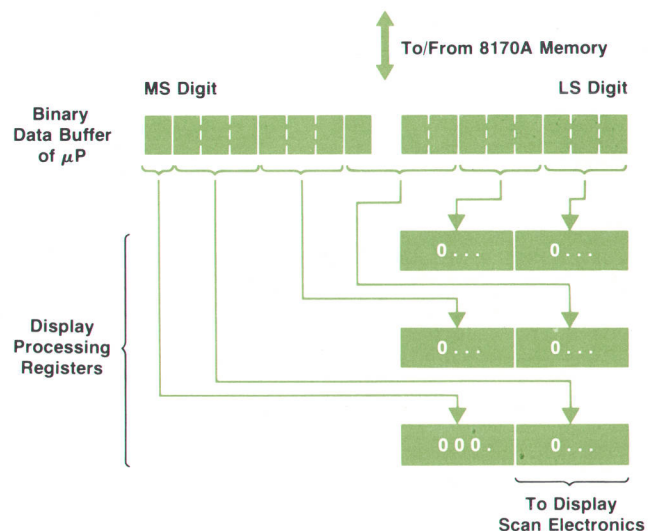 To/From 8170A Memory
MS Digit
LS Digit
Binary
Data Buffer
of μP
0...
0...
Display
Processing
Registers
0...
0...
000.
0...
To Display
Scan Electronics